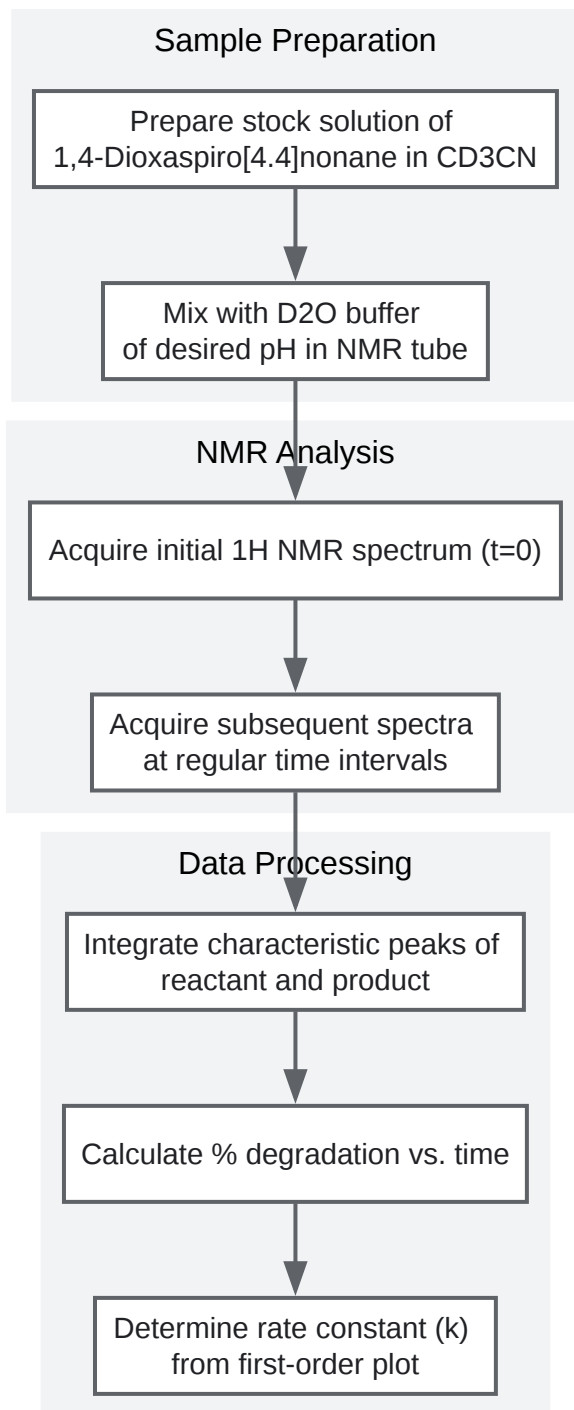 Sample Preparation
Prepare stock solution of
1,4-Dioxaspiro[4.4]nonane in CD3CN
Mix with D2O buffer
of desired pH in NMR tube
NMR Analysis
Acquire initial 1H NMR spectrum (t=0)
Acquire subsequent spectra
at regular time intervals
Data Processing
Integrate characteristic peaks of
reactant and product
Calculate % degradation vs. time
Determine rate constant (k)
from first-order plot